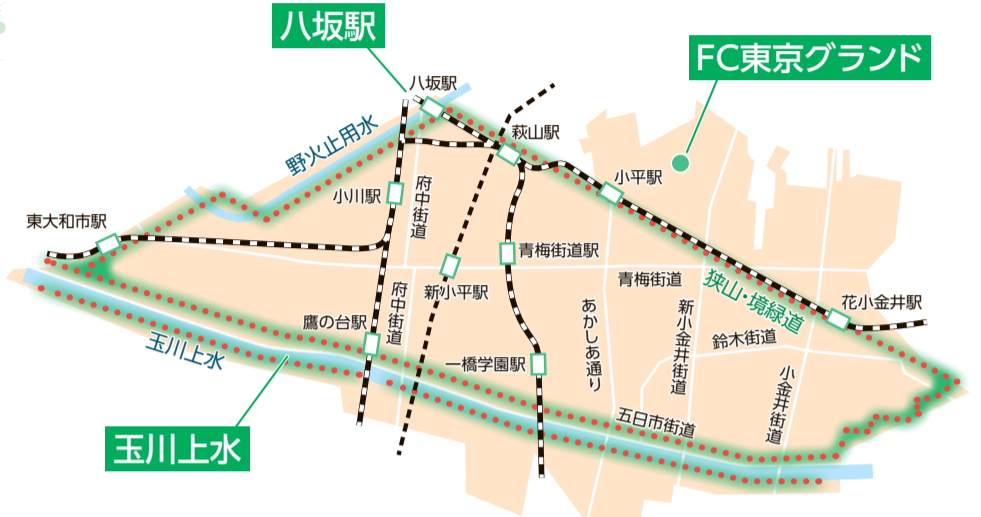 八坂駅
FC東京グランド
八坂駅
萩山駅
野火止用水
小平駅
小川駅
府中街道
東大和市駅
青梅街道駅
青梅街道
狭山・境緑道
新小平駅
花小金井駅
府中街道
あかしあ通り
新小金井街道
鈴木街道
鷹の台駅
玉川上水
一橋学園駅
小金井街道
五日市街道
玉川上水